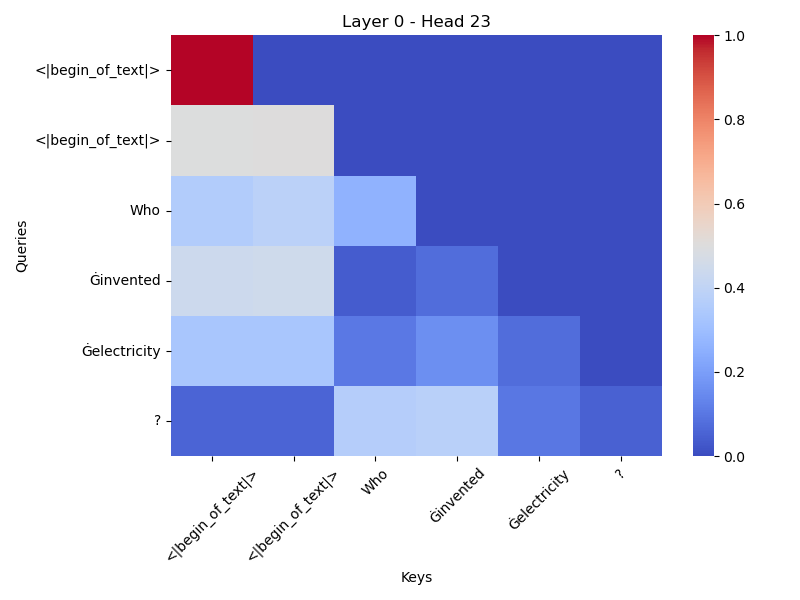 Layer 0 - Head 23
<|begin_of_text|>
<|begin_of_text|>
Who
Ġinvented
Ġelectricity
?
Queries
<|begin_of_text|>
<|begin_of_text|>
Who
Ġinvented
Ġelectricity
?
Keys
1.0
0.8
0.6
0.4
0.2
0.0